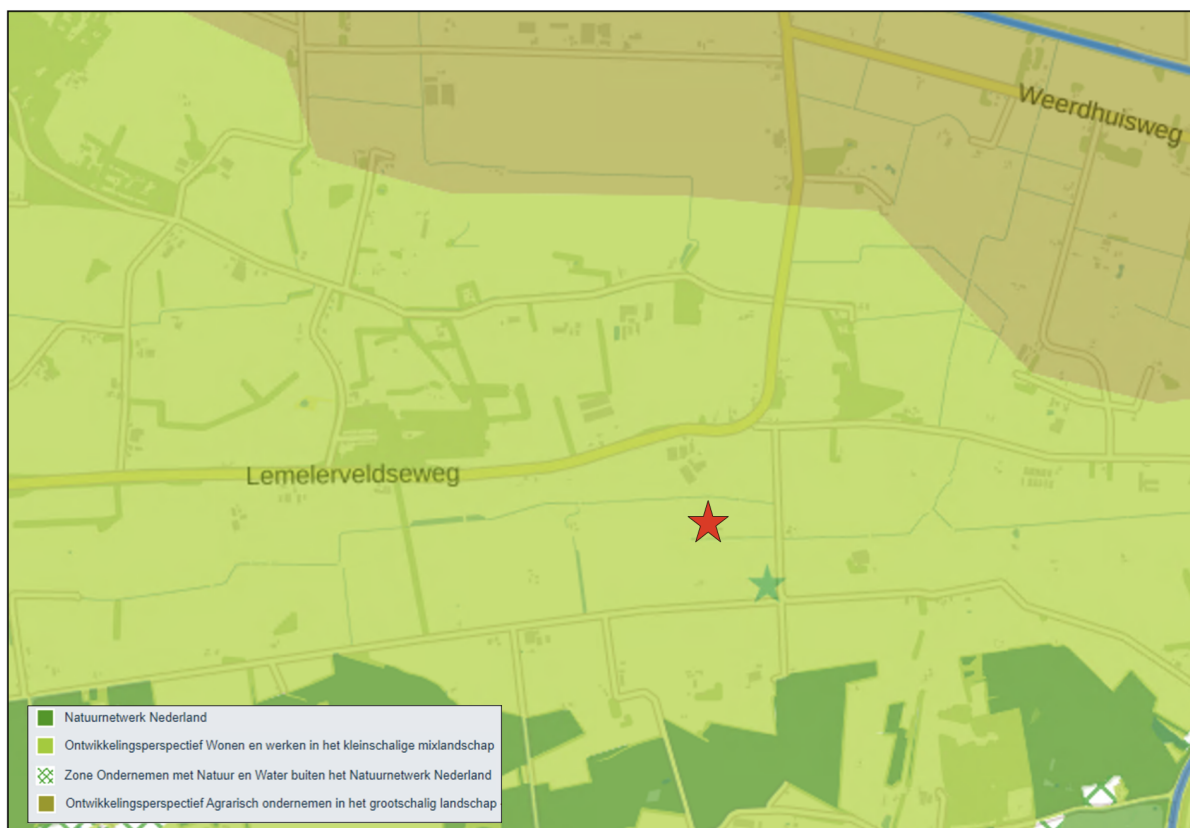 Weerdhuisweg
Lemelerveldseweg
Natuurnetwerk Nederland
Ontwikkelingsperspectief Wonen en werken in het kleinschalige mixlandschap
Zone Ondernemen met Natuur en Water buiten het Natuurnetwerk Nederland
Ontwikkelingsperspectief Agrarisch ondernemen in het grootschalig landschap